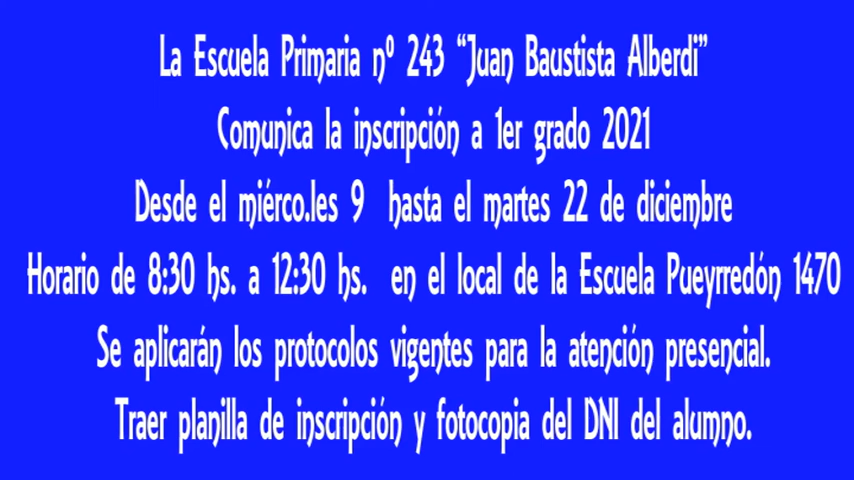 La Escuela Primaria nº 243 “Juan Baustista Alberdi”
Comunica la inscripción a 1er grado 2021
Desde el miérco.les 9 hasta el martes 22 de diciembre
Horario de 8:30 hs. a 12:30 hs. en el local de la Escuela Pueyrredón 1470
Se aplicarán los protocolos vigentes para la atención presencial.
Traer planilla de inscripción y fotocopia del DNI del alumno.